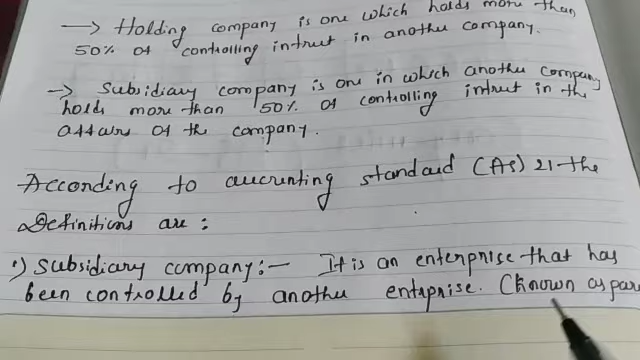 → Holding company is one which holds more than
50% of controlling intrest in another company.
→ Subsidiary company is one in which another company
holds more than 50% of controlling intrest in the
affairs of the company.
According to accounting standard (AS) 21 - the
Definitions are :
1) Subsidiary company :- It is an enterprise that has
been controlled by another enterprise. (known as par